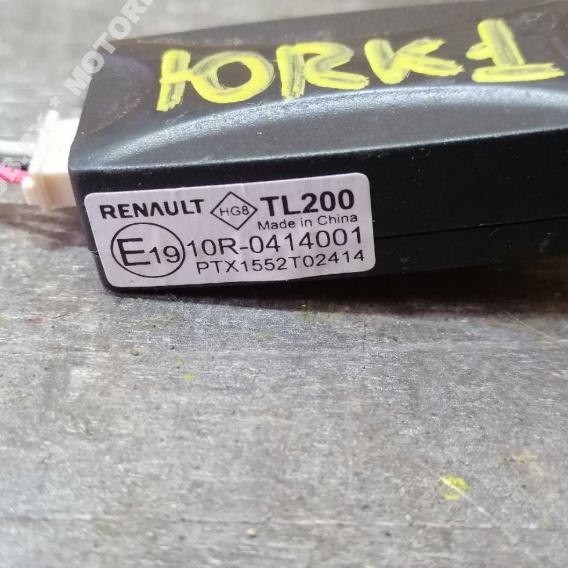 ЮRK1
RENAULT HG8 TL200
Made in China
E19 10R-0414001
PTX1552T02414